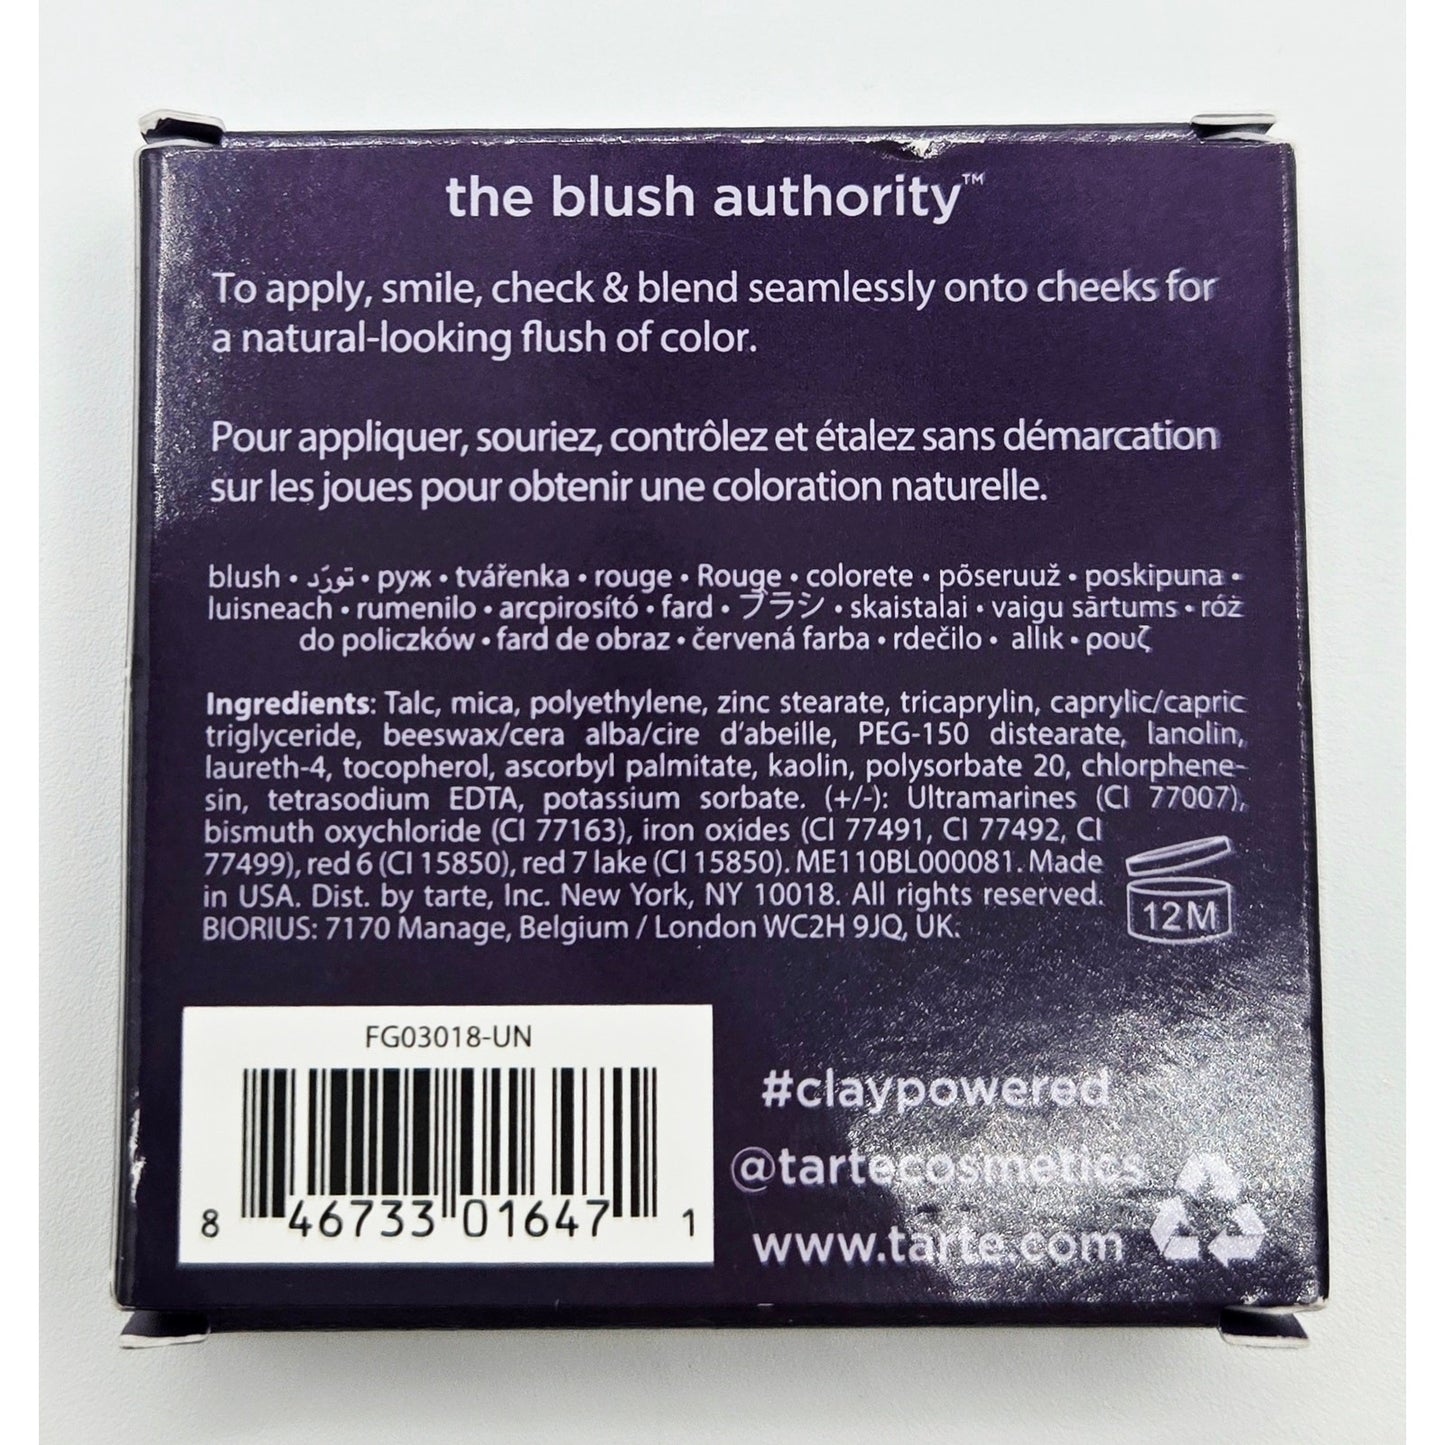 the blush authority™
To apply, smile, check & blend seamlessly onto cheeks for
a natural-looking flush of color.
Pour appliquer, souriez, contrôlez et étalez sans démarcation
sur les joues pour obtenir une coloration naturelle.
blush • تورّد • руж • tvářenka • rouge • Rouge • colorete • põseruuž • poskipuna •
luisneach • rumenilo • arcpirosító • fard • ブラシ • skaistalai • vaigu sārtums • róż
do policzków • fard de obraz • červená farba • rdečilo • allık • ρουζ
Ingredients: Talc, mica, polyethylene, zinc stearate, tricaprylin, caprylic/capric
triglyceride, beeswax/cera alba/cire d'abeille, PEG-150 distearate, lanolin,
laureth-4, tocopherol, ascorbyl palmitate, kaolin, polysorbate 20, chlorphene-
sin, tetrasodium EDTA, potassium sorbate. (+/-): Ultramarines (CI 77007),
bismuth oxychloride (CI 77163), iron oxides (CI 77491, CI 77492, CI
77499), red 6 (CI 15850), red 7 lake (CI 15850). ME110BL000081. Made
in USA. Dist. by tarte, Inc. New York, NY 10018. All rights reserved.
BIORIUS: 7170 Manage, Belgium / London WC2H 9JQ, UK.
12M
FG03018-UN
8 46733 01647 1
#claypowered
@tartecosmetics
www.tarte.com